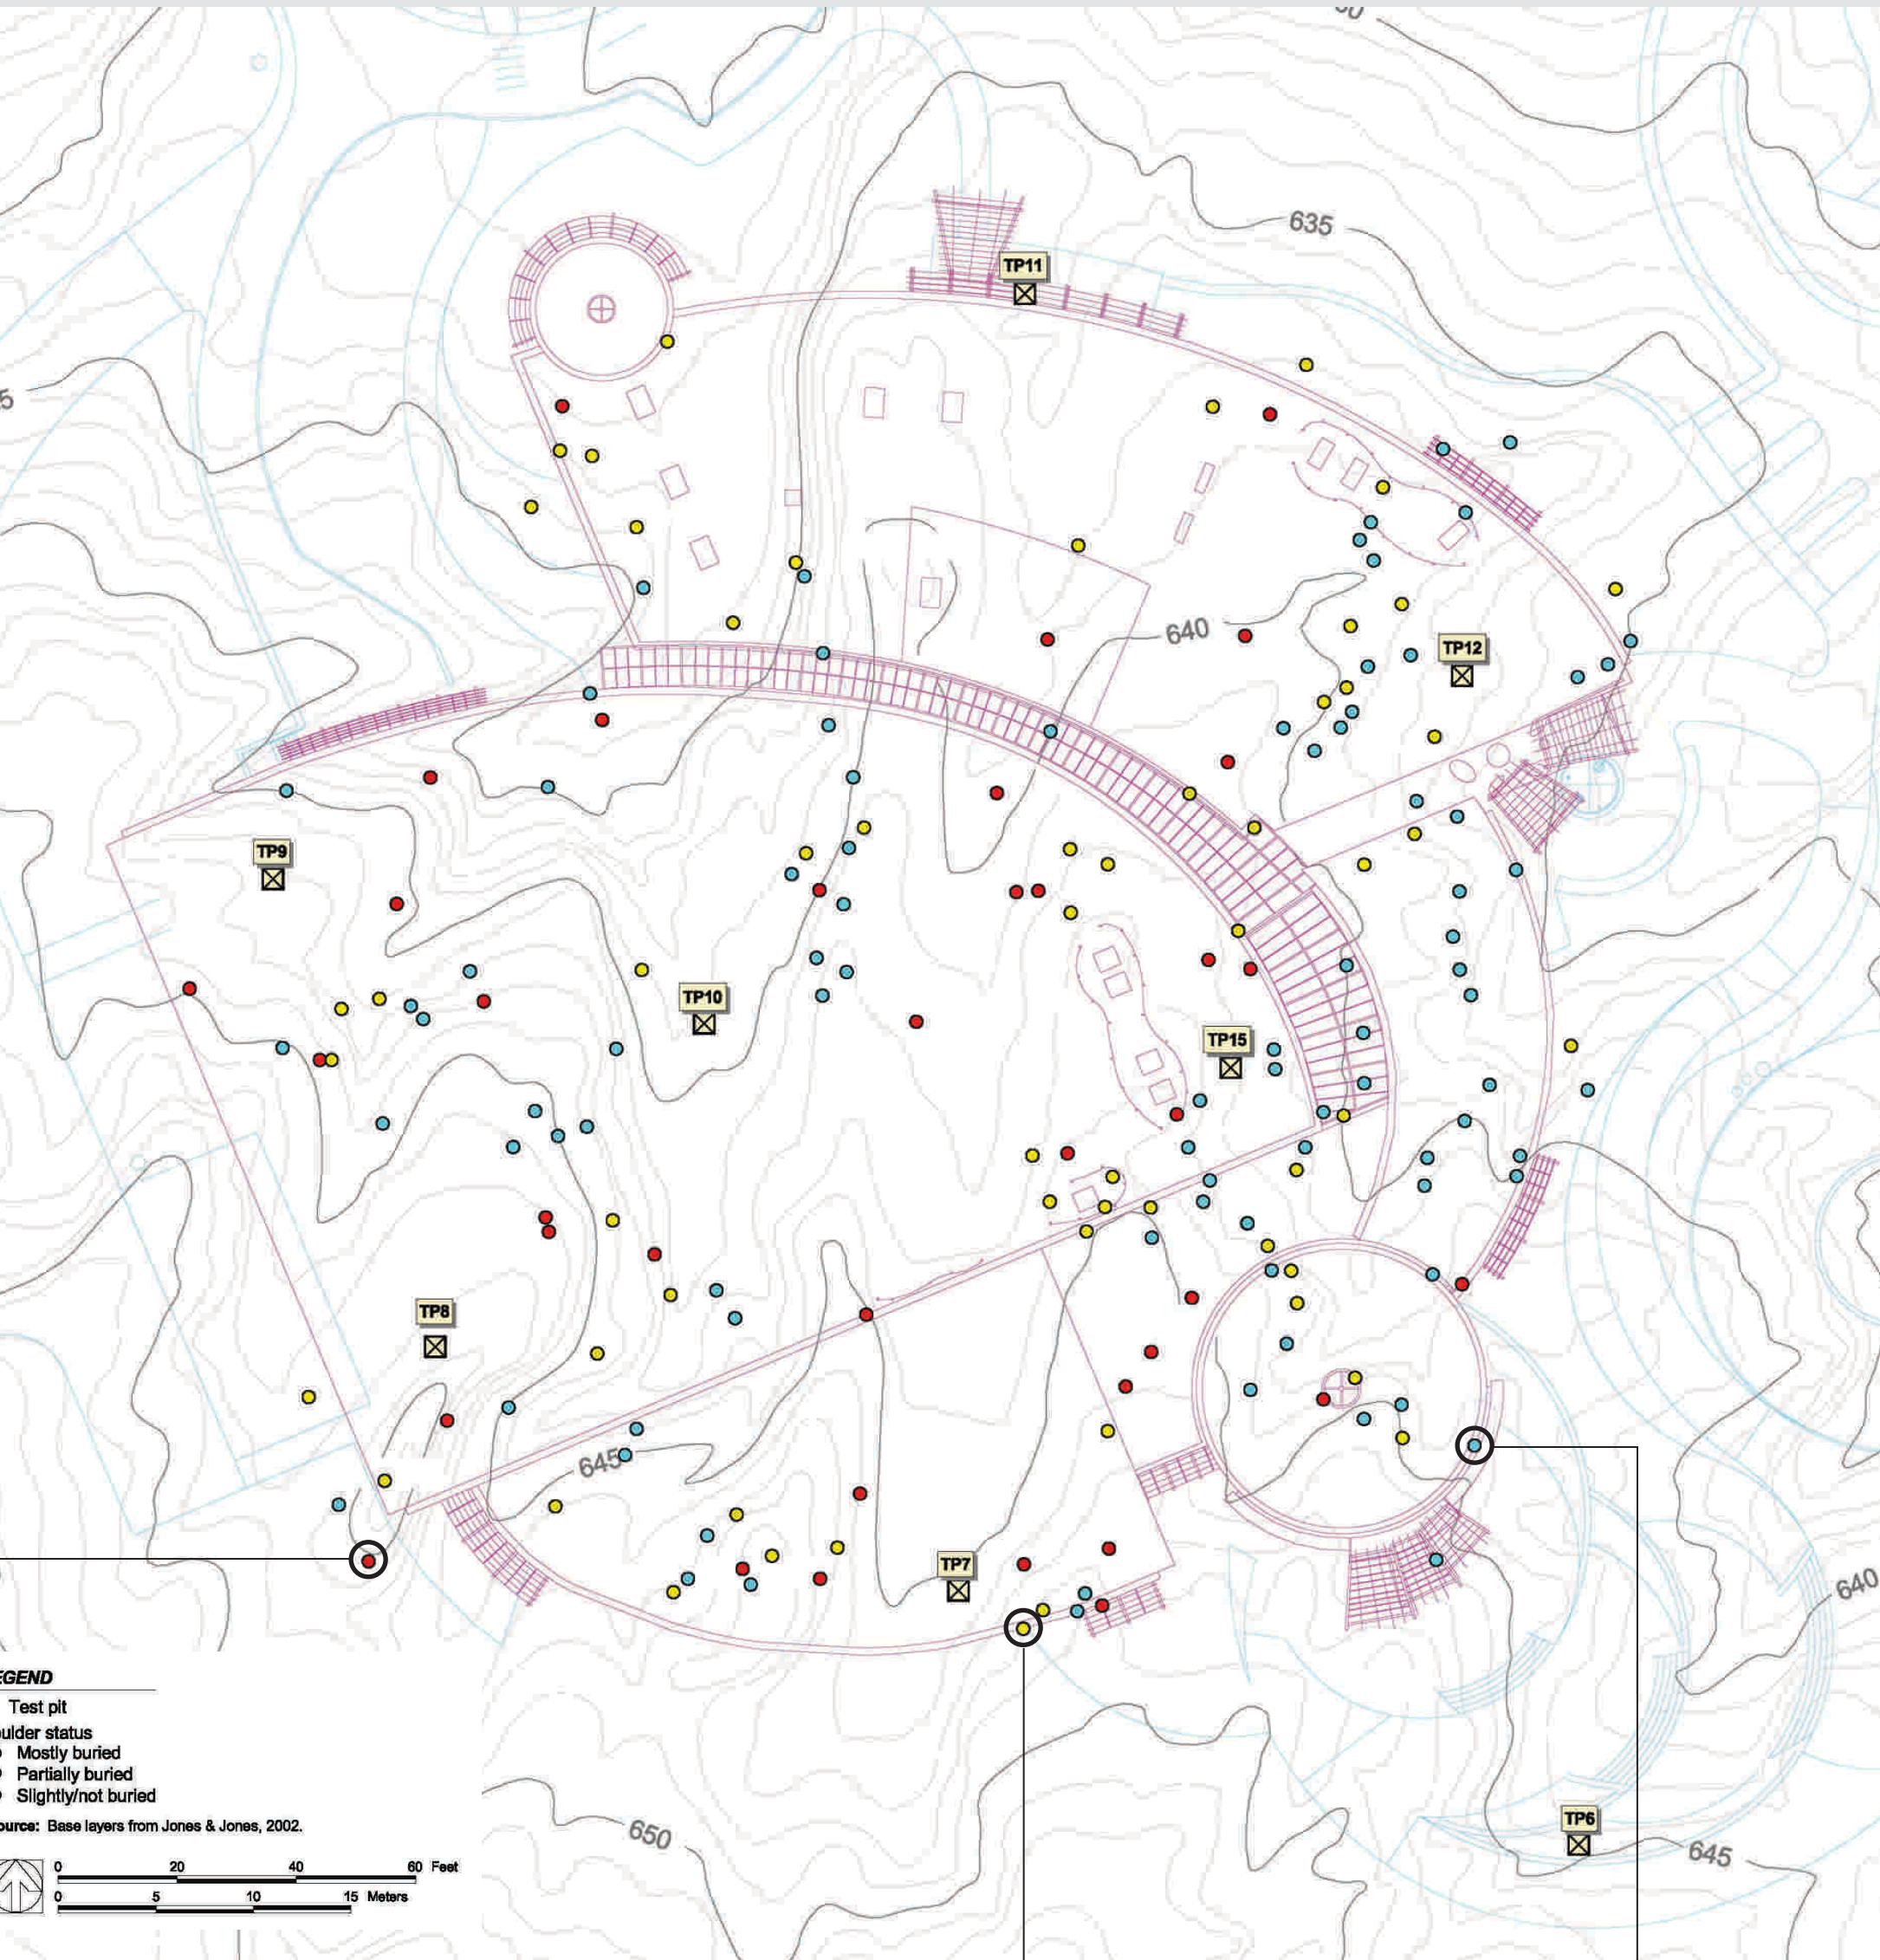 635
TP11
640
TP12
TP9
TP10
TP15
TP8
645
TP7
640
EGEND
Test pit
ulder status
Mostly buried
Partially buried
Slightly/not buried
ource: Base layers from Jones & Jones, 2002.
0 20 40 60 Feet
0 5 10 15 Meters
650
TP6
645